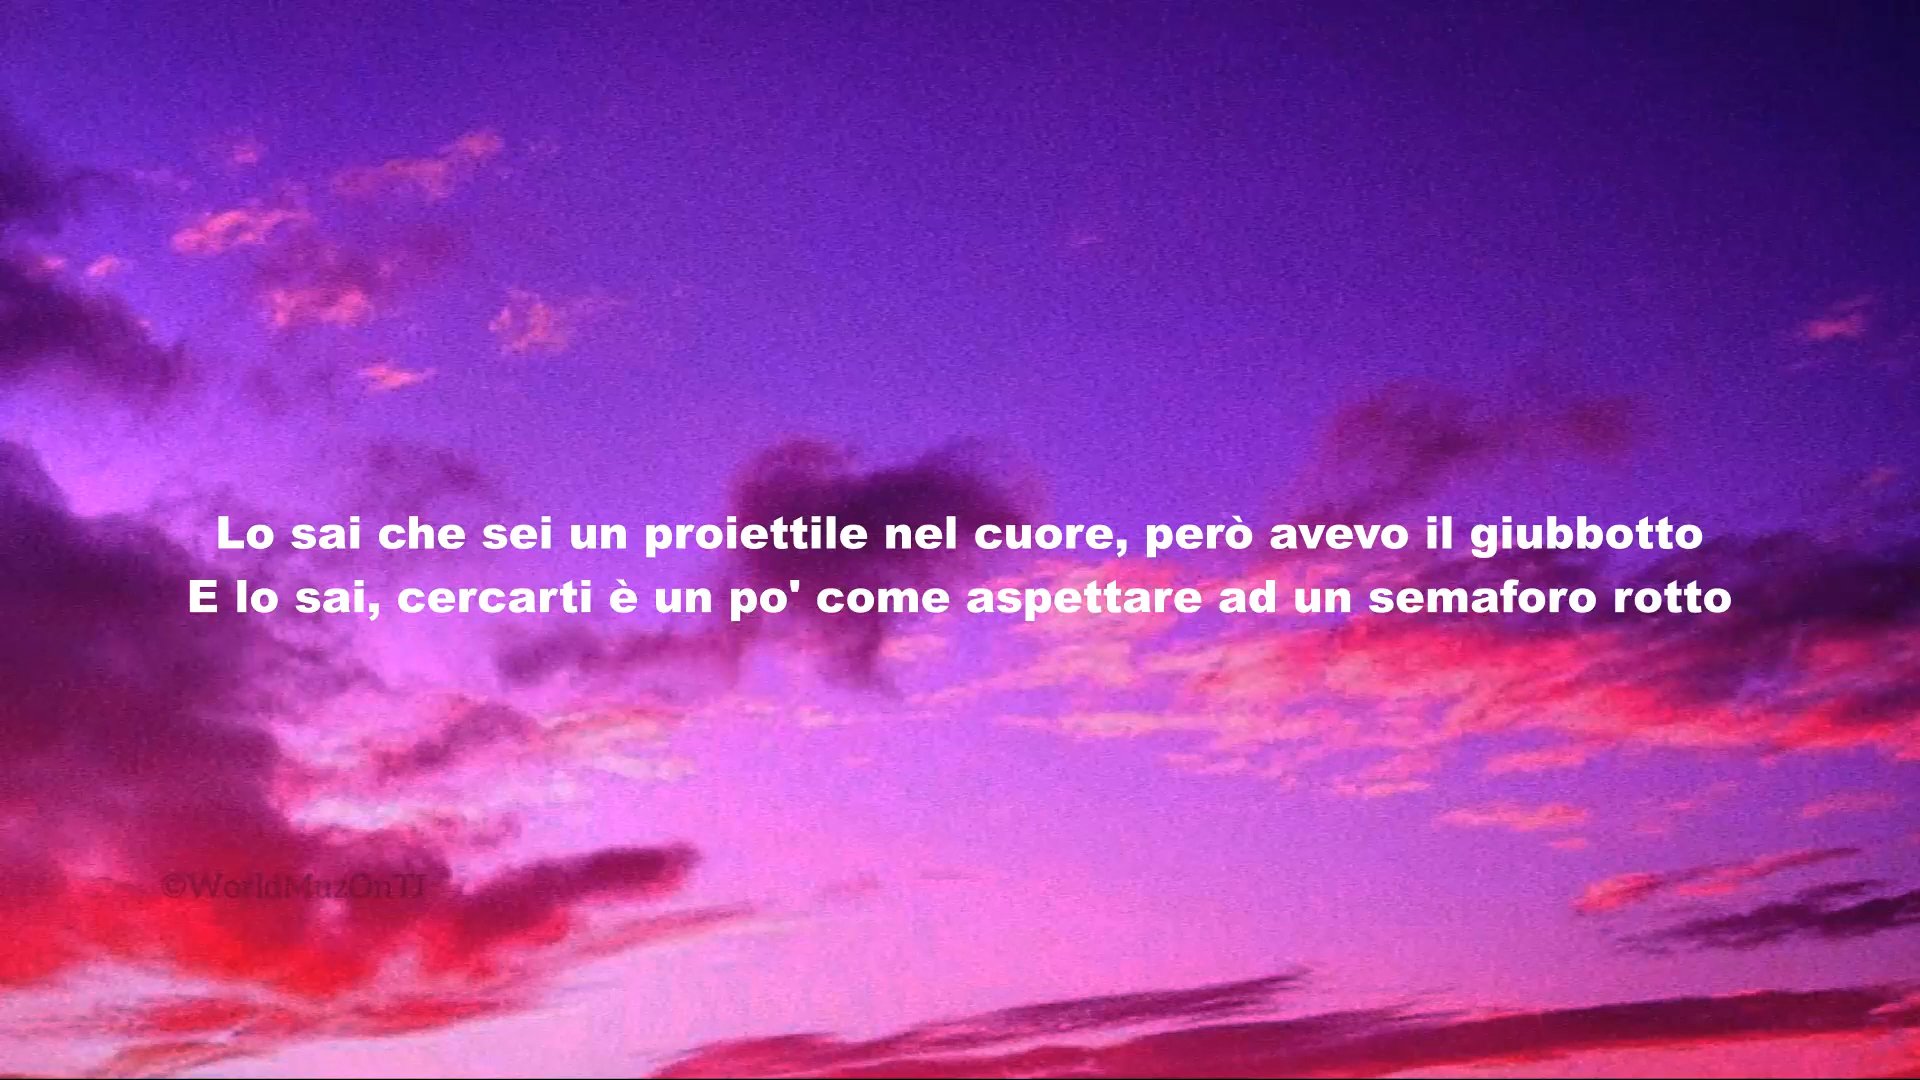 Lo sai che sei un proiettile nel cuore, però avevo il giubbotto
E lo sai, cercarti è un po' come aspettare ad un semaforo rotto
©WorldMuzOnTJ